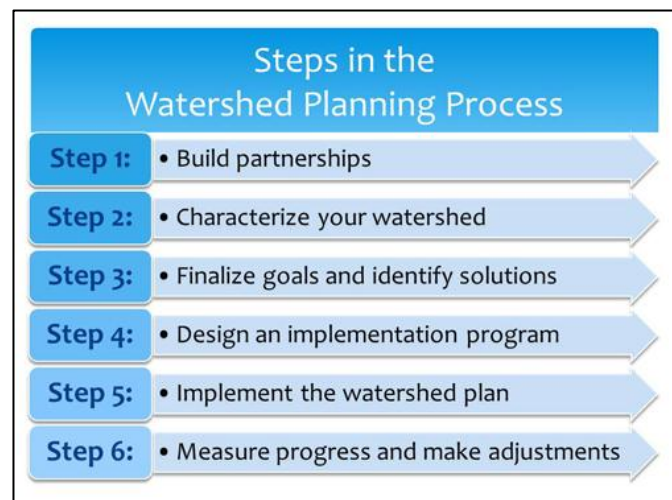 Steps in the
Watershed Planning Process
Step 1: • Build partnerships
Step 2: • Characterize your watershed
Step 3: • Finalize goals and identify solutions
Step 4: • Design an implementation program
Step 5: • Implement the watershed plan
Step 6: • Measure progress and make adjustments